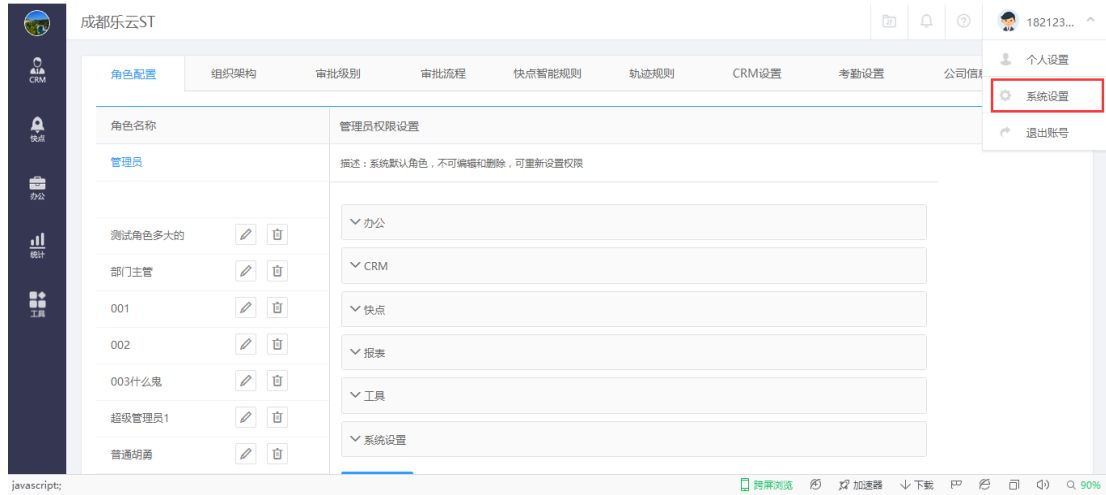 成都乐云ST
182123...
CRM
快点
办公
统计
工具
角色配置 组织架构 审批级别 审批流程 快点智能规则 轨迹规则 CRM设置 考勤设置 公司信息
个人设置
系统设置
退出账号
角色名称
管理员
测试角色多大的
部门主管
001
002
003什么鬼
超级管理员1
普通胡勇
管理员权限设置
描述：系统默认角色，不可编辑和删除，可重新设置权限
办公
CRM
快点
报表
工具
系统设置
javascript:; 跨屏浏览 加速器 下载 90%